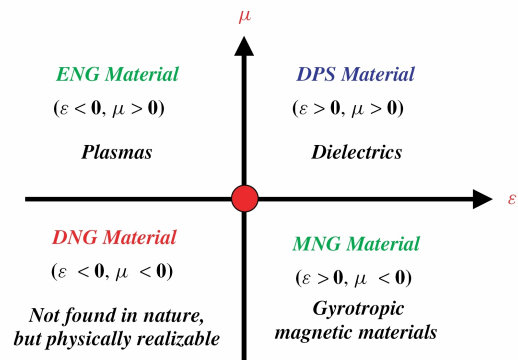 μ
ENG Material
(ε < 0, μ > 0)
Plasmas
DPS Material
(ε > 0, μ > 0)
Dielectrics
ε
DNG Material
(ε < 0, μ < 0)
Not found in nature,
but physically realizable
MNG Material
(ε > 0, μ < 0)
Gyrotropic
magnetic materials